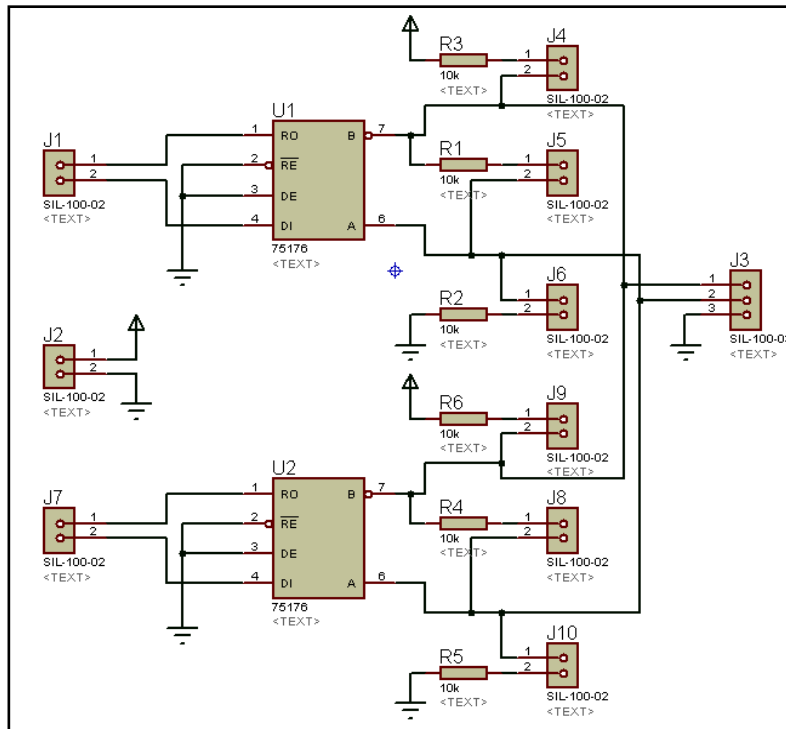 J4
R3
1
2
10k
<TEXT>
SIL-100-02
<TEXT>
U1
1
RO
B
7
2
RE
3
DE
4
DI
A
6
75176
<TEXT>
J1
1
2
SIL-100-02
<TEXT>
J5
R1
1
2
10k
<TEXT>
SIL-100-02
<TEXT>
J6
R2
1
2
10k
<TEXT>
SIL-100-02
<TEXT>
J3
1
2
3
SIL-100-03
<TEXT>
J2
1
2
SIL-100-02
<TEXT>
J9
R6
1
2
10k
<TEXT>
SIL-100-02
<TEXT>
U2
1
RO
B
7
2
RE
3
DE
4
DI
A
6
75176
<TEXT>
J7
1
2
SIL-100-02
<TEXT>
J8
R4
1
2
10k
<TEXT>
SIL-100-02
<TEXT>
J10
R5
1
2
10k
<TEXT>
SIL-100-02
<TEXT>